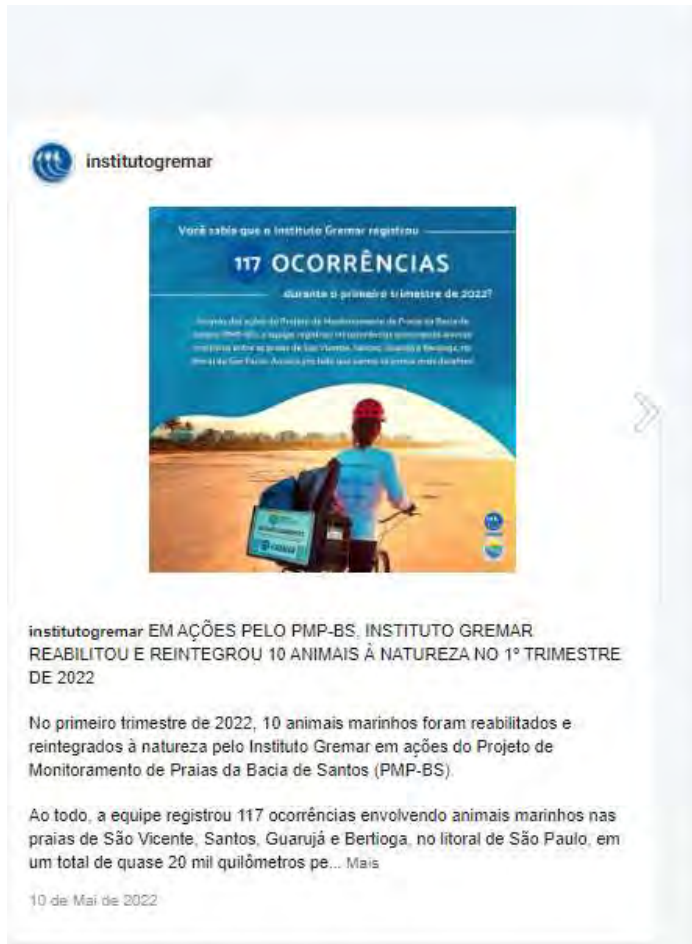 institutogremar
Você sabia que o Instituto Gremar registrou
117 OCORRÊNCIAS
durante o primeiro trimestre de 2022?
institutogremar EM AÇÕES PELO PMP-BS, INSTITUTO GREMAR
REABILITOU E REINTEGROU 10 ANIMAIS À NATUREZA NO 1º TRIMESTRE
DE 2022
No primeiro trimestre de 2022, 10 animais marinhos foram reabilitados e
reintegrados à natureza pelo Instituto Gremar em ações do Projeto de
Monitoramento de Praias da Bacia de Santos (PMP-BS).
Ao todo, a equipe registrou 117 ocorrências envolvendo animais marinhos nas
praias de São Vicente, Santos, Guarujá e Bertioga, no litoral de São Paulo, em
um total de quase 20 mil quilômetros pe... Mais
10 de Mai de 2022